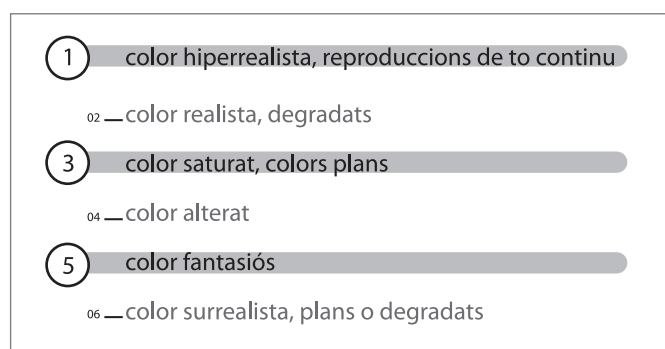 1 color hiperrealista, reproduccions de to continu
02 color realista, degradats
3 color saturat, colors plans
04 color alterat
5 color fantasiós
06 color surrealista, plans o degradats